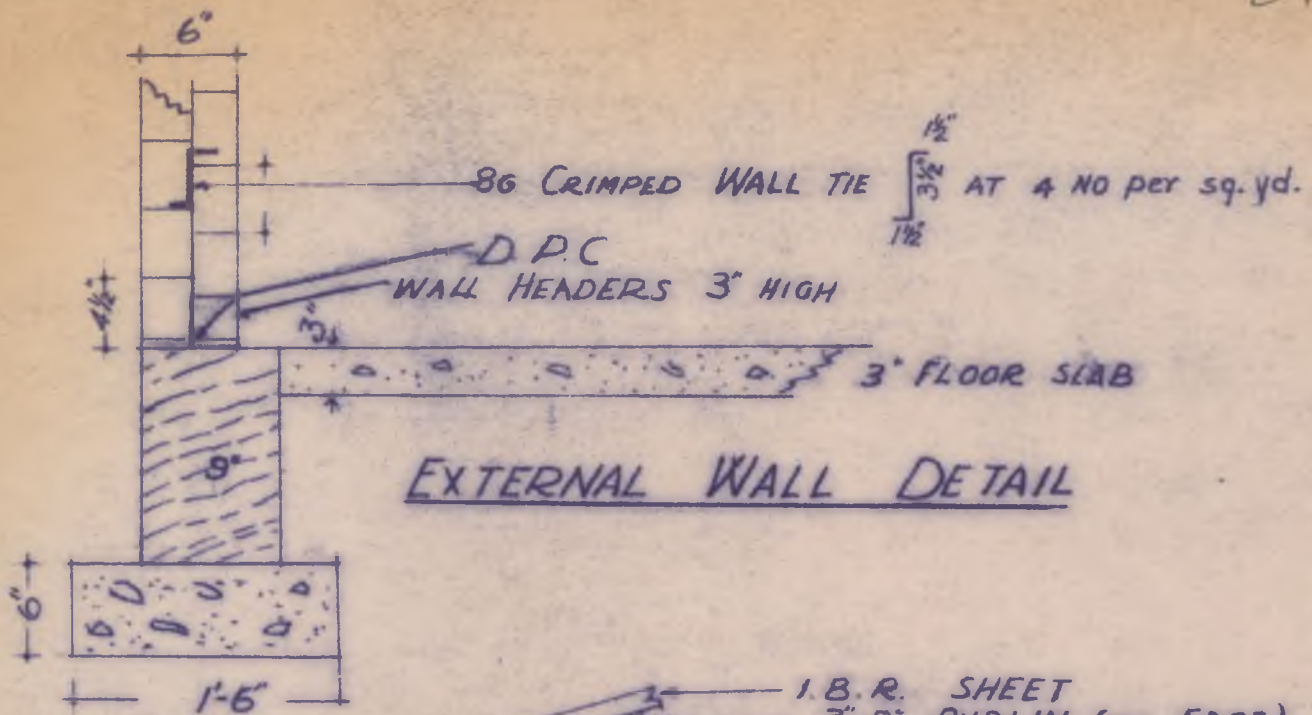 6"
8G CRIMPED WALL TIE 1½" 3½" 1½" AT 4 NO per sq. yd.
D.P.C
WALL HEADERS 3" HIGH
4½"
3"
3" FLOOR SLAB
9"
EXTERNAL WALL DETAIL
6"
1'-6"
I.B.R. SHEET